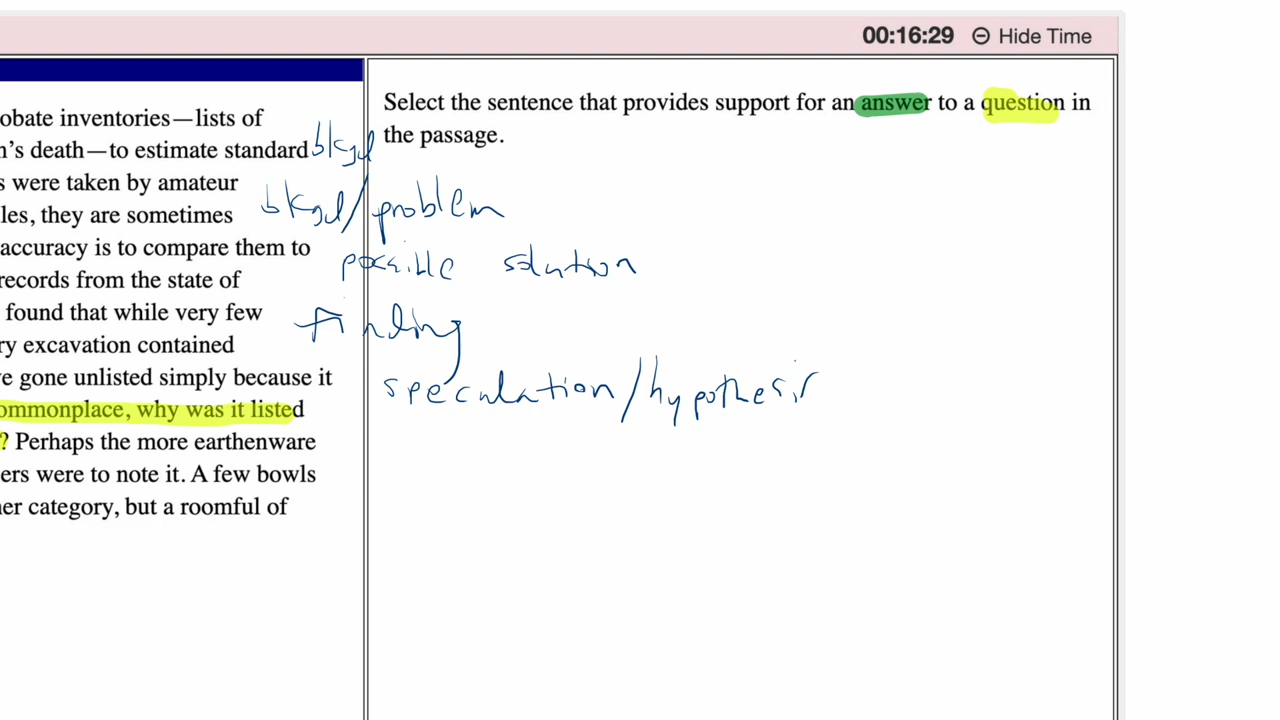 00:16:29 Hide Time
Select the sentence that provides support for an answer to a question in
the passage.
obate inventories—lists of
n's death—to estimate standard bkgd
s were taken by amateur
les, they are sometimes bkgd/problem
accuracy is to compare them to
records from the state of possible solution
found that while very few finding
ry excavation contained
ve gone unlisted simply because it speculation/hypothesis
ommonplace, why was it listed
? Perhaps the more earthenware
ers were to note it. A few bowls
ner category, but a roomful of